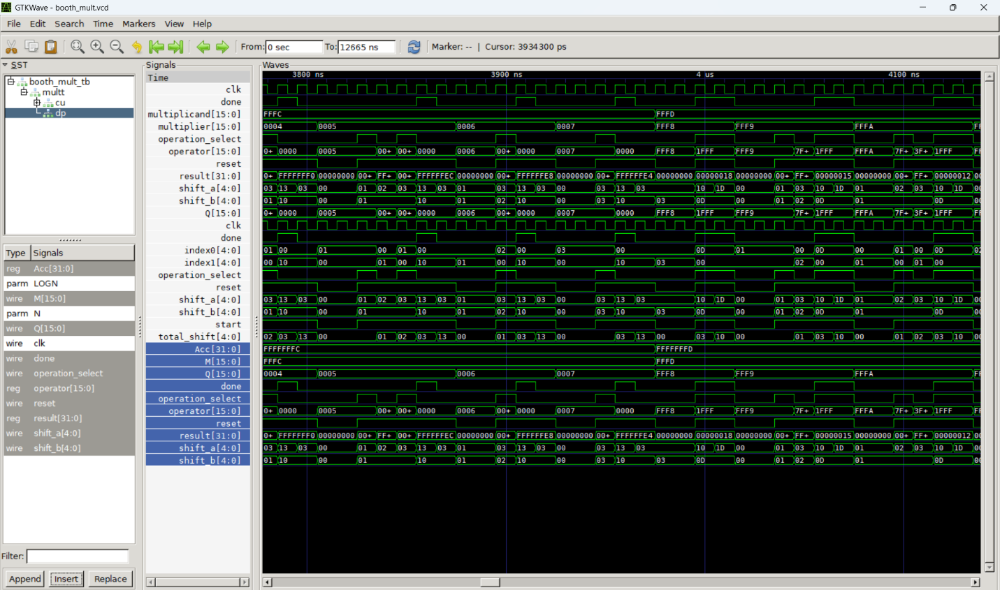 GTKWave - booth_mult.vcd
File Edit Search Time Markers View Help
From: 0 sec To: 12665 ns Marker: -- | Cursor: 3934300 ps
SST
booth_mult_tb
multt
cu
dp
Type Signals
reg Acc[31:0]
parm LOGN
wire M[15:0]
parm N
wire Q[15:0]
wire clk
wire done
wire operation_select
reg operator[15:0]
wire reset
reg result[31:0]
wire shift_a[4:0]
wire shift_b[4:0]
Filter:
Append Insert Replace
Signals
Time
clk
done
multiplicand[15:0]
multiplier[15:0]
operation_select
operator[15:0]
reset
result[31:0]
shift_a[4:0]
shift_b[4:0]
Q[15:0]
clk
done
index0[4:0]
index1[4:0]
operation_select
reset
shift_a[4:0]
shift_b[4:0]
start
total_shift[4:0]
Acc[31:0]
M[15:0]
Q[15:0]
done
operation_select
operator[15:0]
reset
result[31:0]
shift_a[4:0]
shift_b[4:0]
Waves
3800 ns 3900 ns 4 us 4100 ns
FFFC FFFD
0004 0005 0006 0007 FFF8 FFF9 FFFA
0+ 0000 0005 00+ 00+ 0000 0006 00+ 0000 0007 0000 FFF8 1FFF FFF9 7F+ 1FFF FFFA 7F+ 3F+ 1FFF
0+ FFFFFFF0 00000000 00+ FF+ 00+ FFFFFFEC 00000000 00+ FFFFFFE8 00000000 00+ FFFFFFE4 00000000 00000018 00000000 00+ FF+ 00000015 00000000 00+ FF+ 00000012
03 13 03 00 01 02 03 13 03 01 03 13 03 00 03 13 03 10 1D 00 01 03 10 1D 01 02 03 10 1D
01 10 00 01 10 01 02 10 00 03 10 03 0D 00 01 02 0D 01 0D
0+ 0000 0005 00+ 00+ 0000 0006 00+ 0000 0007 0000 FFF8 1FFF FFF9 7F+ 1FFF FFFA 7F+ 3F+ 1FFF
01 00 01 00 01 00 02 00 03 00 0D 01 00 0D 00 01 00 0D
00 10 00 01 00 10 01 00 10 00 10 03 00 02 00 01 00 01 00
03 13 03 00 01 02 03 13 03 01 03 13 03 00 03 13 03 10 1D 00 01 03 10 1D 01 02 03 10 1D
01 10 00 01 10 01 02 10 00 03 10 03 0D 00 01 02 0D 01 0D
02 03 13 00 01 02 03 13 00 01 03 13 00 03 13 00 03 10 00 01 03 10 00 01 02 03 10
FFFFFFFC FFFFFFFD
FFFC FFFD
0004 0005 0006 0007 FFF8 FFF9 FFFA
0+ 0000 0005 00+ 00+ 0000 0006 00+ 0000 0007 0000 FFF8 1FFF FFF9 7F+ 1FFF FFFA 7F+ 3F+ 1FFF
0+ FFFFFFF0 00000000 00+ FF+ 00+ FFFFFFEC 00000000 00+ FFFFFFE8 00000000 00+ FFFFFFE4 00000000 00000018 00000000 00+ FF+ 00000015 00000000 00+ FF+ 00000012
03 13 03 00 01 02 03 13 03 01 03 13 03 00 03 13 03 10 1D 00 01 03 10 1D 01 02 03 10 1D
01 10 00 01 10 01 02 10 00 03 10 03 0D 00 01 02 0D 01 0D